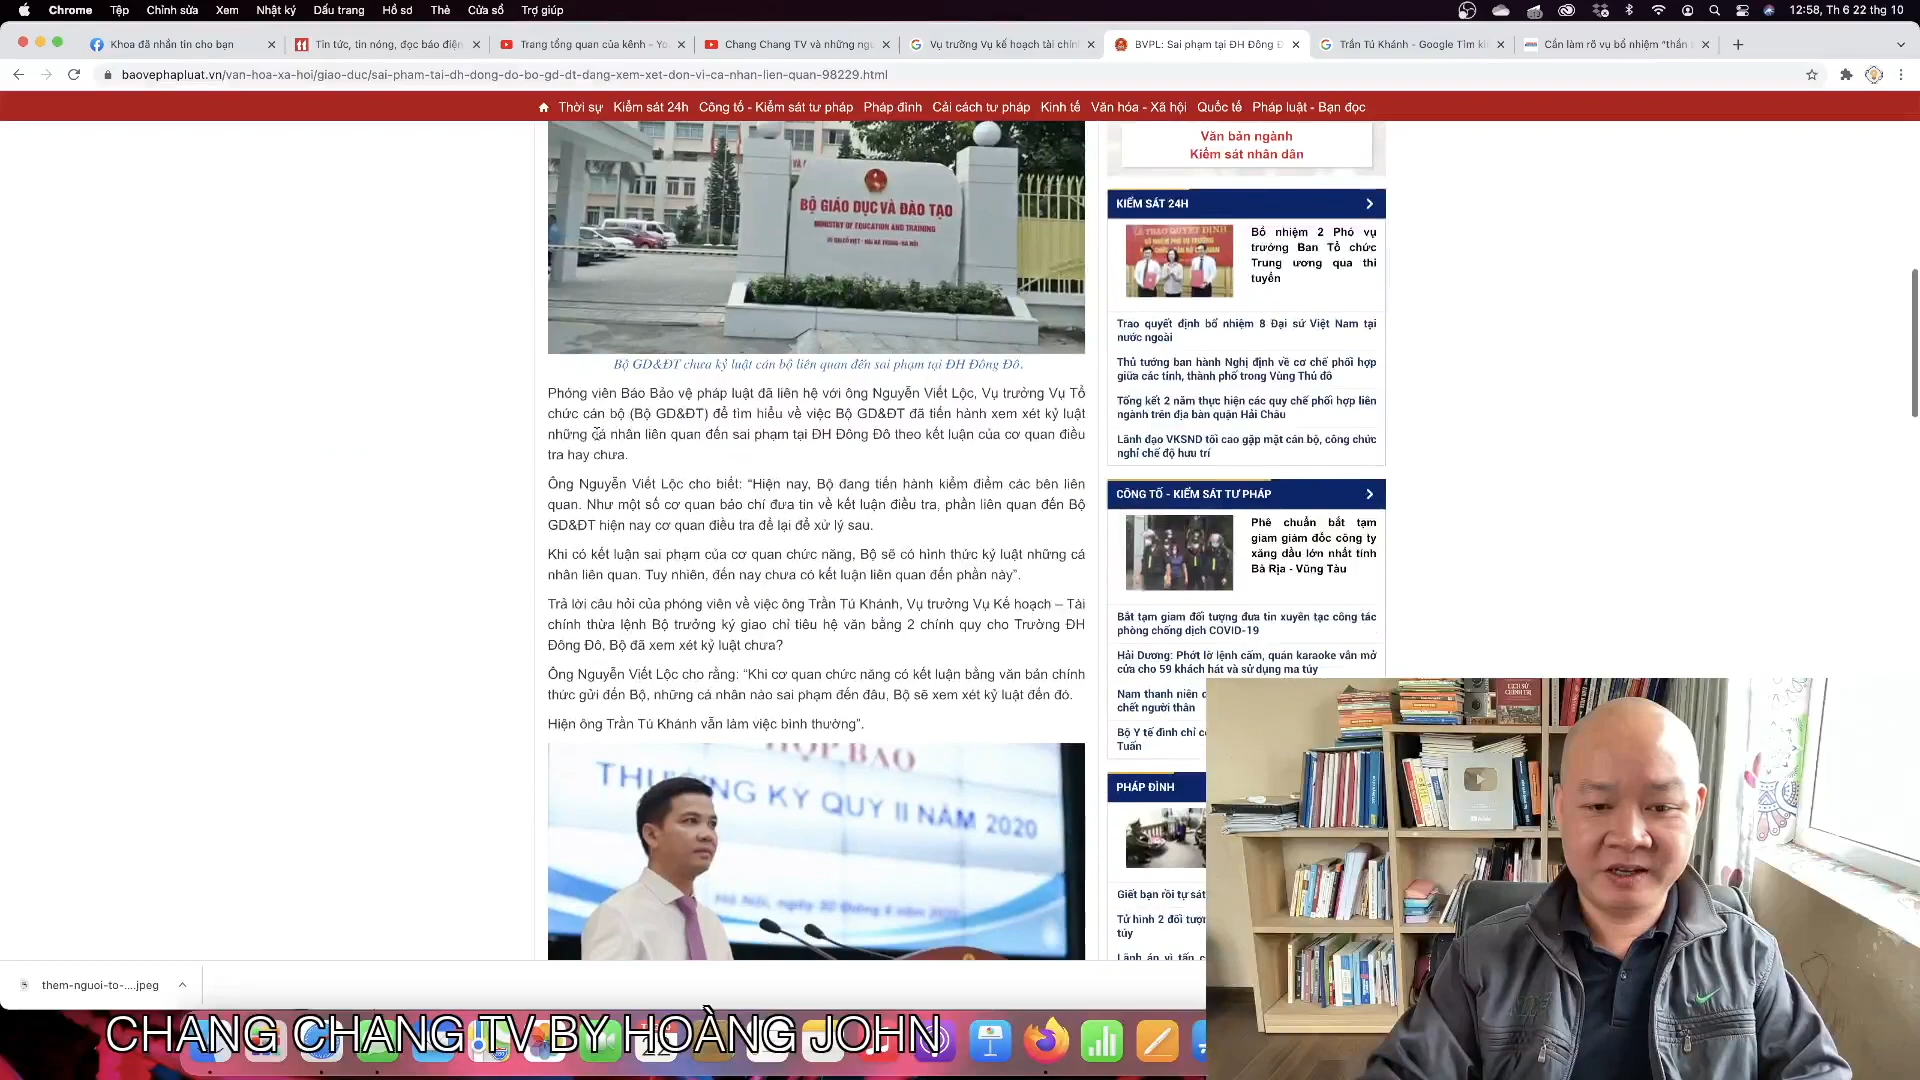 Chrome Tệp Chỉnh sửa Xem Nhật ký Dấu trang Hồ sơ Thẻ Cửa sổ Trợ giúp 12:58, Th 6 22 thg 10
Khoa đã nhắn tin cho bạn
Tin tức, tin nóng, đọc báo điện
Trang tổng quan của kênh – Yo
Chang Chang TV và những ngu
Vụ trưởng Vụ kế hoạch tài chính
BVPL: Sai phạm tại ĐH Đông Đ
Trần Tú Khánh - Google Tìm ki
Cần làm rõ vụ bổ nhiệm “thần
baovephapluat.vn/van-hoa-xa-hoi/giao-duc/sai-pham-tai-dh-dong-do-bo-gd-dt-dang-xem-xet-don-vi-ca-nhan-lien-quan-98229.html
Thời sự Kiểm sát 24h Công tố - Kiểm sát tư pháp Pháp đình Cải cách tư pháp Kinh tế Văn hóa - Xã hội Quốc tế Pháp luật - Bạn đọc
BỘ GIÁO DỤC VÀ ĐÀO TẠO
MINISTRY OF EDUCATION AND TRAINING
Bộ GD&ĐT chưa kỷ luật cán bộ liên quan đến sai phạm tại ĐH Đông Đô.
Phóng viên Báo Bảo vệ pháp luật đã liên hệ với ông Nguyễn Viết Lộc, Vụ trưởng Vụ Tổ
chức cán bộ (Bộ GD&ĐT) để tìm hiểu về việc Bộ GD&ĐT đã tiến hành xem xét kỷ luật
những cá nhân liên quan đến sai phạm tại ĐH Đông Đô theo kết luận của cơ quan điều
tra hay chưa.
Ông Nguyễn Viết Lộc cho biết: “Hiện nay, Bộ đang tiến hành kiểm điểm các bên liên
quan. Như một số cơ quan báo chí đưa tin về kết luận điều tra, phần liên quan đến Bộ
GD&ĐT hiện nay cơ quan điều tra để lại để xử lý sau.
Khi có kết luận sai phạm của cơ quan chức năng, Bộ sẽ có hình thức kỷ luật những cá
nhân liên quan. Tuy nhiên, đến nay chưa có kết luận liên quan đến phần này”.
Trả lời câu hỏi của phóng viên về việc ông Trần Tú Khánh, Vụ trưởng Vụ Kế hoạch – Tài
chính thừa lệnh Bộ trưởng ký giao chỉ tiêu hệ văn bằng 2 chính quy cho Trường ĐH
Đông Đô, Bộ đã xem xét kỷ luật chưa?
Ông Nguyễn Viết Lộc cho rằng: “Khi cơ quan chức năng có kết luận bằng văn bản chính
thức gửi đến Bộ, những cá nhân nào sai phạm đến đâu, Bộ sẽ xem xét kỷ luật đến đó.
Hiện ông Trần Tú Khánh vẫn làm việc bình thường”.
HỌP BÁO
THƯỜNG KỲ QUÝ II NĂM 2020
Văn bản ngành
Kiểm sát nhân dân
KIỂM SÁT 24H
Bổ nhiệm 2 Phó vụ
trưởng Ban Tổ chức
Trung ương qua thi
tuyển
Trao quyết định bổ nhiệm 8 Đại sứ Việt Nam tại
nước ngoài
Thủ tướng ban hành Nghị định về cơ chế phối hợp
giữa các tỉnh, thành phố trong Vùng Thủ đô
Tổng kết 2 năm thực hiện các quy chế phối hợp liên
ngành trên địa bàn quận Hải Châu
Lãnh đạo VKSND tối cao gặp mặt cán bộ, công chức
nghỉ chế độ hưu trí
CÔNG TỐ - KIỂM SÁT TƯ PHÁP
Phê chuẩn bắt tạm
giam giám đốc công ty
xăng dầu lớn nhất tỉnh
Bà Rịa - Vũng Tàu
Bắt tạm giam đối tượng đưa tin xuyên tạc công tác
phòng chống dịch COVID-19
Hải Dương: Phớt lờ lệnh cấm, quán karaoke vẫn mở
cửa cho 59 khách hát và sử dụng ma túy
Nam thanh niên
chết người thân
Bộ Y tế đình chỉ
Tuấn
PHÁP ĐÌNH
Giết bạn rồi tự sát
Tử hình 2 đối tượn
túy
Lãnh án vì tấn
them-nguoi-to-....jpeg
CHANG CHANG TV BY HOÀNG JOHN